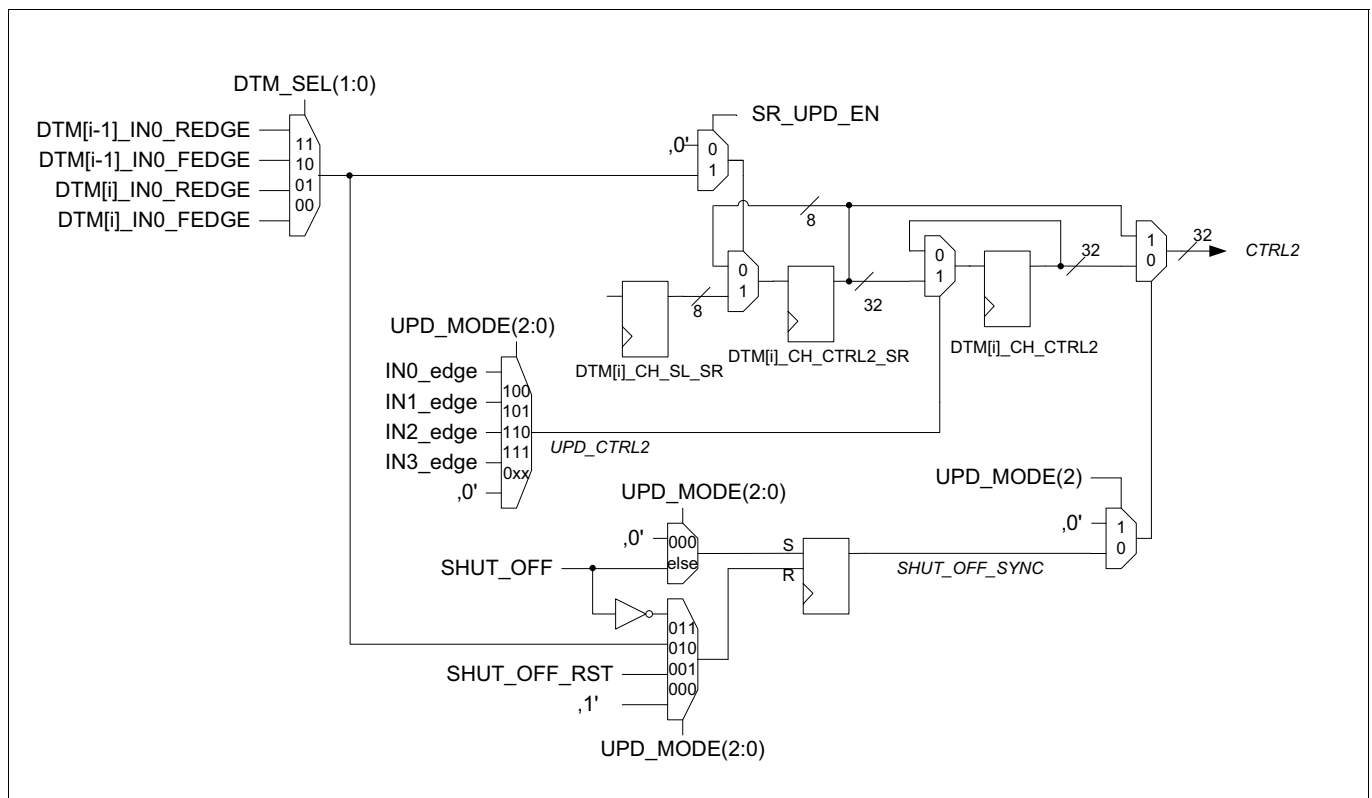 DTM_SEL(1:0)
DTM[i-1]_IN0_REDGE
DTM[i-1]_IN0_FEDGE
DTM[i]_IN0_REDGE
DTM[i]_IN0_FEDGE
11
10
01
00
SR_UPD_EN
‚0'
0
1
8
0
1
8
DTM[i]_CH_SL_SR
DTM[i]_CH_CTRL2_SR
32
0
1
DTM[i]_CH_CTRL2
32
1
0
32
CTRL2
UPD_MODE(2:0)
IN0_edge
IN1_edge
IN2_edge
IN3_edge
‚0'
100
101
110
111
0xx
UPD_CTRL2
UPD_MODE(2:0)
‚0'
000
else
SHUT_OFF
S
R
SHUT_OFF_SYNC
UPD_MODE(2)
‚0'
1
0
011
010
001
000
SHUT_OFF_RST
‚1'
UPD_MODE(2:0)